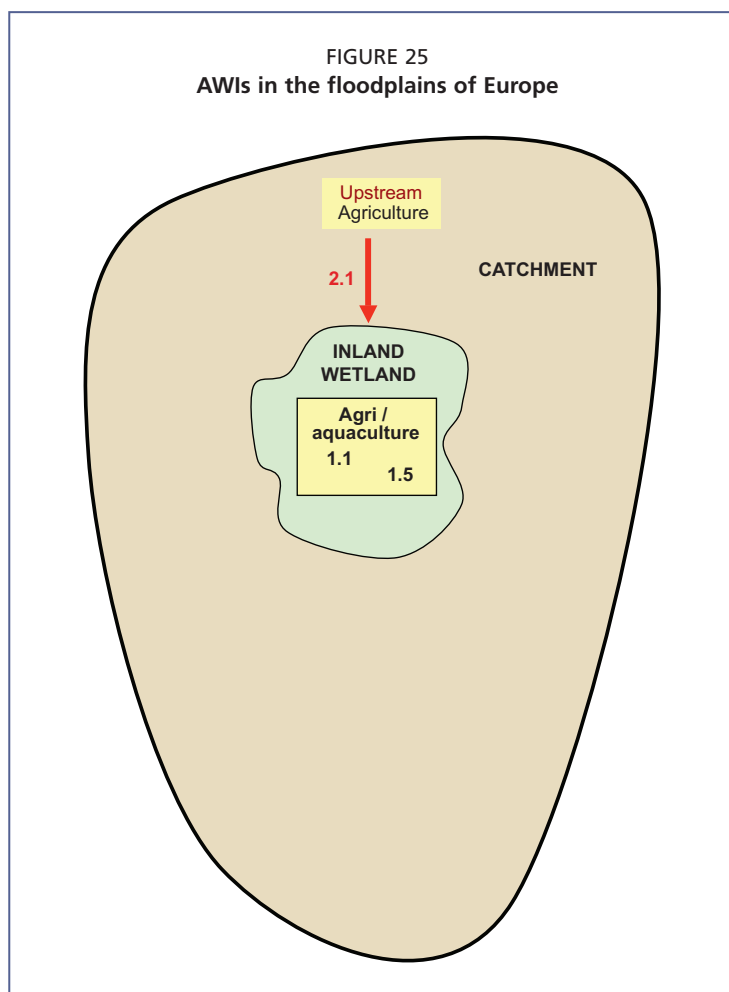 FIGURE 25
AWIs in the floodplains of Europe
Upstream
Agriculture
CATCHMENT
2.1
INLAND
WETLAND
Agri /
aquaculture
1.1
1.5